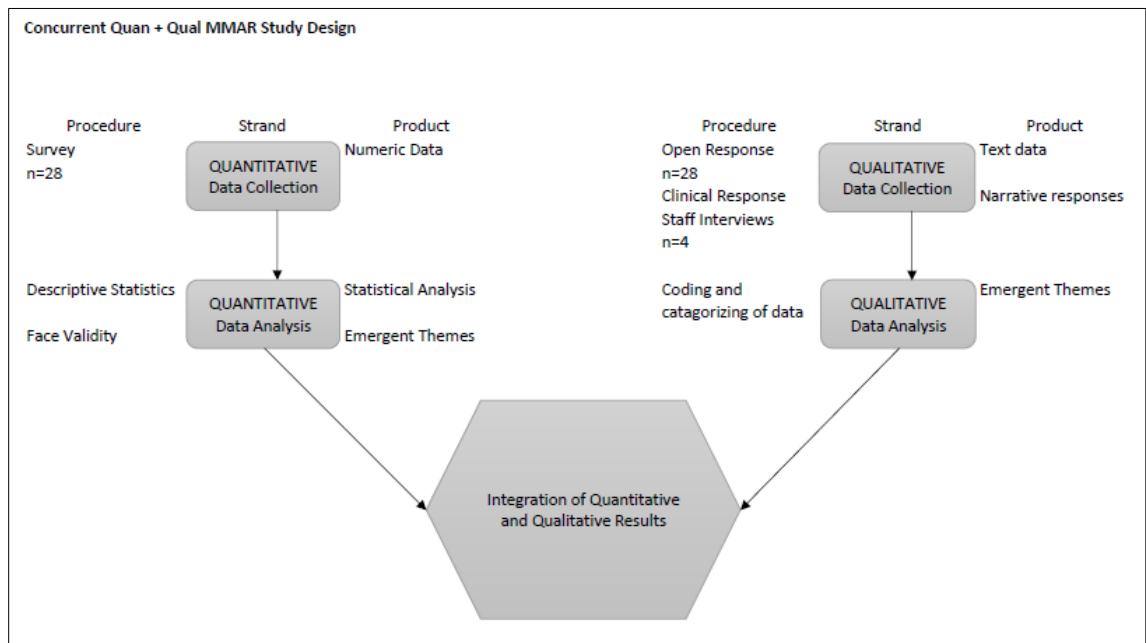 Concurrent Quan + Qual MMAR Study Design
Procedure
Strand
Product
Survey
n=28
QUANTITATIVE
Data Collection
Numeric Data
Descriptive Statistics
Face Validity
QUANTITATIVE
Data Analysis
Statistical Analysis
Emergent Themes
Procedure
Strand
Product
Open Response
n=28
Clinical Response
Staff Interviews
n=4
QUALITATIVE
Data Collection
Text data
Narrative responses
Coding and
catagorizing of data
QUALITATIVE
Data Analysis
Emergent Themes
Integration of Quantitative
and Qualitative Results